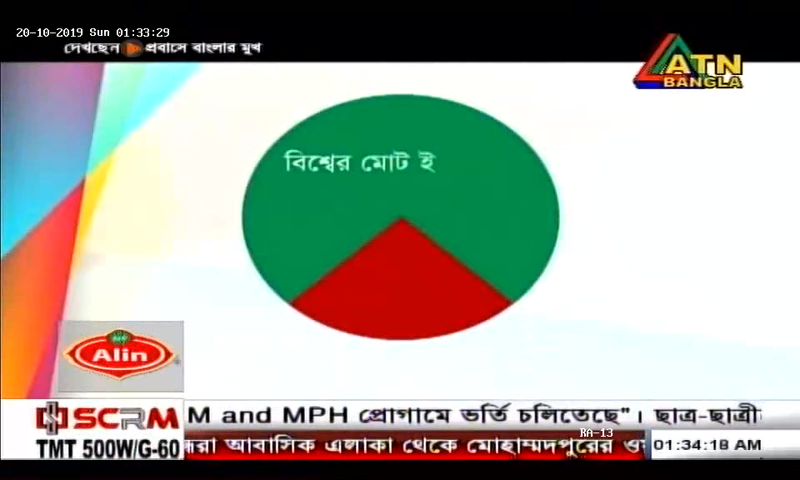 20-10-2019 Sun 01:33:29
দেখছেন প্রবাসে বাংলার মুখ
ATN
BANGLA
বিশ্বের মোট ই
Alin
SCRM
M and MPH প্রোগামে ভর্তি চলিতেছে"। ছাত্র-ছাত্রী
TMT 500W/G-60
ন্ধরা আবাসিক এলাকা থেকে মোহাম্মদপুরের
RA-13
01:34:18 AM